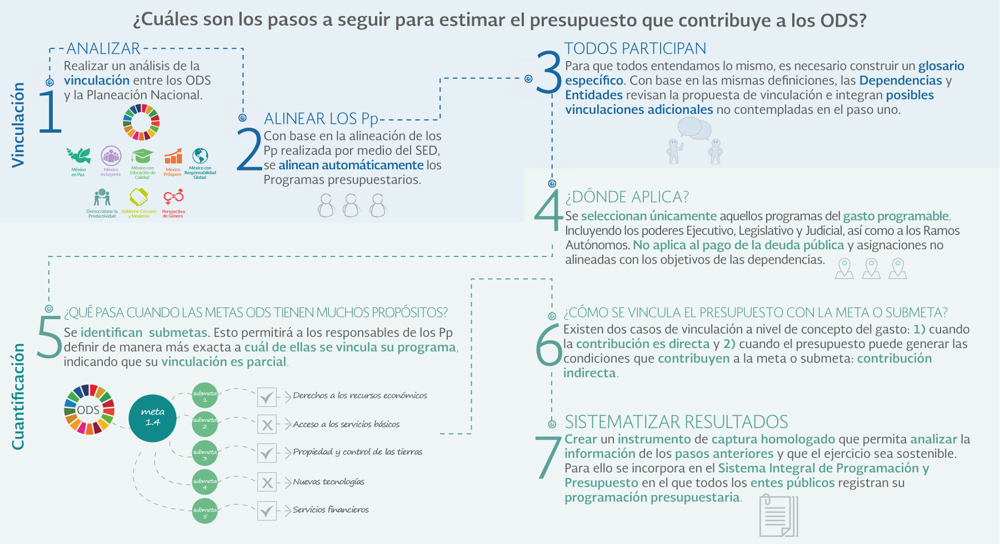 ¿Cuáles son los pasos a seguir para estimar el presupuesto que contribuye a los ODS?
Vinculación
1
ANALIZAR
Realizar un análisis de la
vinculación entre los ODS
y la Planeación Nacional.
México
en Paz
México
Incluyente
México con
Educación de
Calidad
México
Próspero
México con
Responsabilidad
Global
Democratizar la
Productividad
Gobierno Cercano
y Moderno
Perspectiva
de Género
2
ALINEAR LOS Pp
Con base en la alineación de los
Pp realizada por medio del SED,
se alinean automáticamente los
Programas presupuestarios.
3
TODOS PARTICIPAN
Para que todos entendamos lo mismo, es necesario construir un glosario
específico. Con base en las mismas definiciones, las Dependencias y
Entidades revisan la propuesta de vinculación e integran posibles
vinculaciones adicionales no contempladas en el paso uno.
4
¿DÓNDE APLICA?
Se seleccionan únicamente aquellos programas del gasto programable,
Incluyendo los poderes Ejecutivo, Legislativo y Judicial, así como a los Ramos
Autónomos. No aplica al pago de la deuda pública y asignaciones no
alineadas con los objetivos de las dependencias.
Cuantificación
5
¿QUÉ PASA CUANDO LAS METAS ODS TIENEN MUCHOS PROPÓSITOS?
Se identifican submetas. Esto permitirá a los responsables de los Pp
definir de manera más exacta a cuál de ellas se vincula su programa,
indicando que su vinculación es parcial.
ODS
meta
1.4
submeta
1
Derechos a los recursos económicos
submeta
2
X
Acceso a los servicios básicos
submeta
3
Propiedad y control de las tierras
submeta
4
X
Nuevas tecnologías
submeta
5
Servicios financieros
6
¿CÓMO SE VINCULA EL PRESUPUESTO CON LA META O SUBMETA?
Existen dos casos de vinculación a nivel de concepto del gasto: 1) cuando
la contribución es directa y 2) cuando el presupuesto puede generar las
condiciones que contribuyen a la meta o submeta: contribución
indirecta.
7
SISTEMATIZAR RESULTADOS
Crear un instrumento de captura homologado que permita analizar la
información de los pasos anteriores y que el ejercicio sea sostenible.
Para ello se incorpora en el Sistema Integral de Programación y
Presupuesto en el que todos los entes públicos registran su
programación presupuestaria.